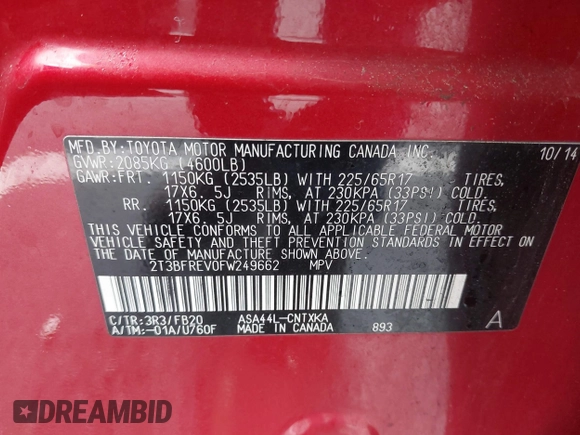 MFD.BY:TOYOTA MOTOR MANUFACTURING CANADA INC. 10/14
GVWR:2085KG (4600LB)
GAWR:FRT. 1150KG (2535LB) WITH 225/65R17 TIRES,
17X6. 5J RIMS, AT 230KPA (33PSI) COLD.
RR. 1150KG (2535LB) WITH 225/65R17 TIRES,
17X6. 5J RIMS, AT 230KPA (33PSI) COLD.
THIS VEHICLE CONFORMS TO ALL APPLICABLE FEDERAL MOTOR
VEHICLE SAFETY AND THEFT PREVENTION STANDARDS IN EFFECT ON
THE DATE OF MANUFACTURE SHOWN ABOVE.
2T3BFREV0FW249662 MPV
C/TR:3R3/FB20 ASA44L-CNTXKA
A/TM:-01A/U760F MADE IN CANADA 893 A
DREAMBID